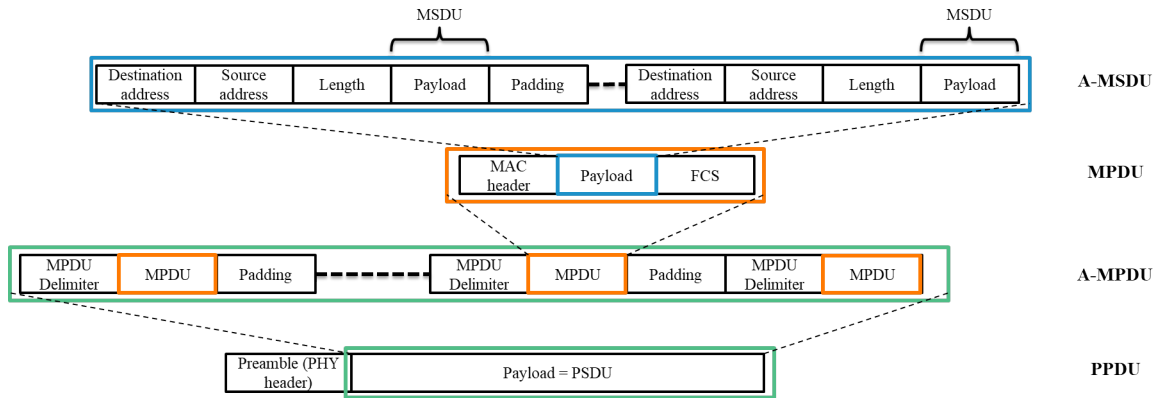 MSDU
MSDU
Destination address
Source address
Length
Payload
Padding
Destination address
Source address
Length
Payload
A-MSDU
MAC header
Payload
FCS
MPDU
MPDU Delimiter
MPDU
Padding
MPDU Delimiter
MPDU
Padding
MPDU Delimiter
MPDU
A-MPDU
Preamble (PHY header)
Payload = PSDU
PPDU